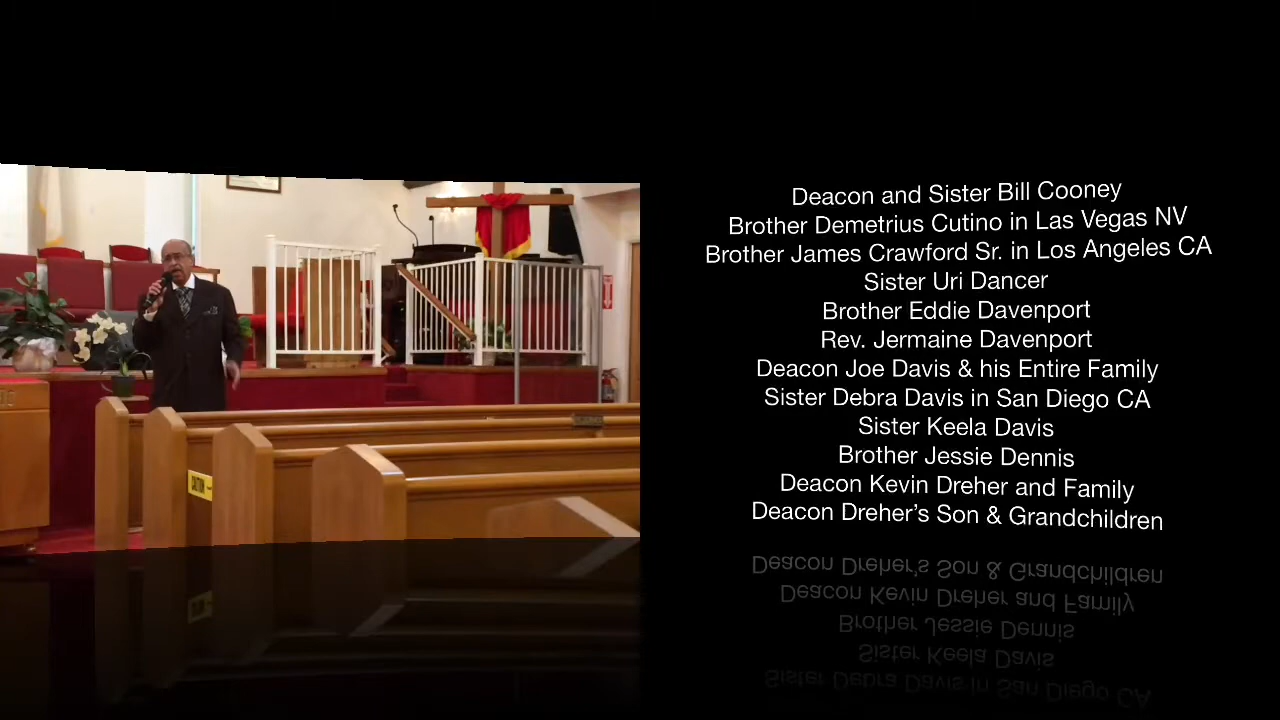 Deacon and Sister Bill Cooney
Brother Demetrius Cutino in Las Vegas NV
Brother James Crawford Sr. in Los Angeles CA
Sister Uri Dancer
Brother Eddie Davenport
Rev. Jermaine Davenport
Deacon Joe Davis & his Entire Family
Sister Debra Davis in San Diego CA
Sister Keela Davis
Brother Jessie Dennis
Deacon Kevin Dreher and Family
Deacon Dreher’s Son & Grandchildren
CAUTION